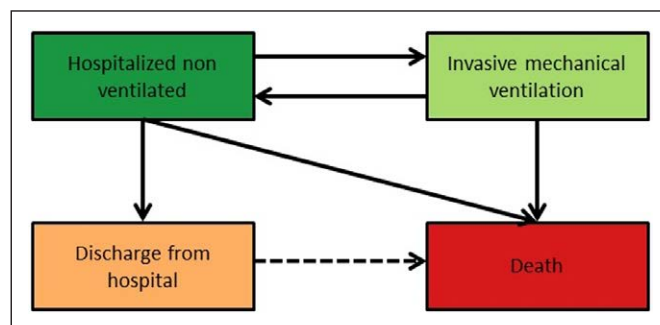 Hospitalized non
ventilated
Invasive mechanical
ventilation
Discharge from
hospital
Death